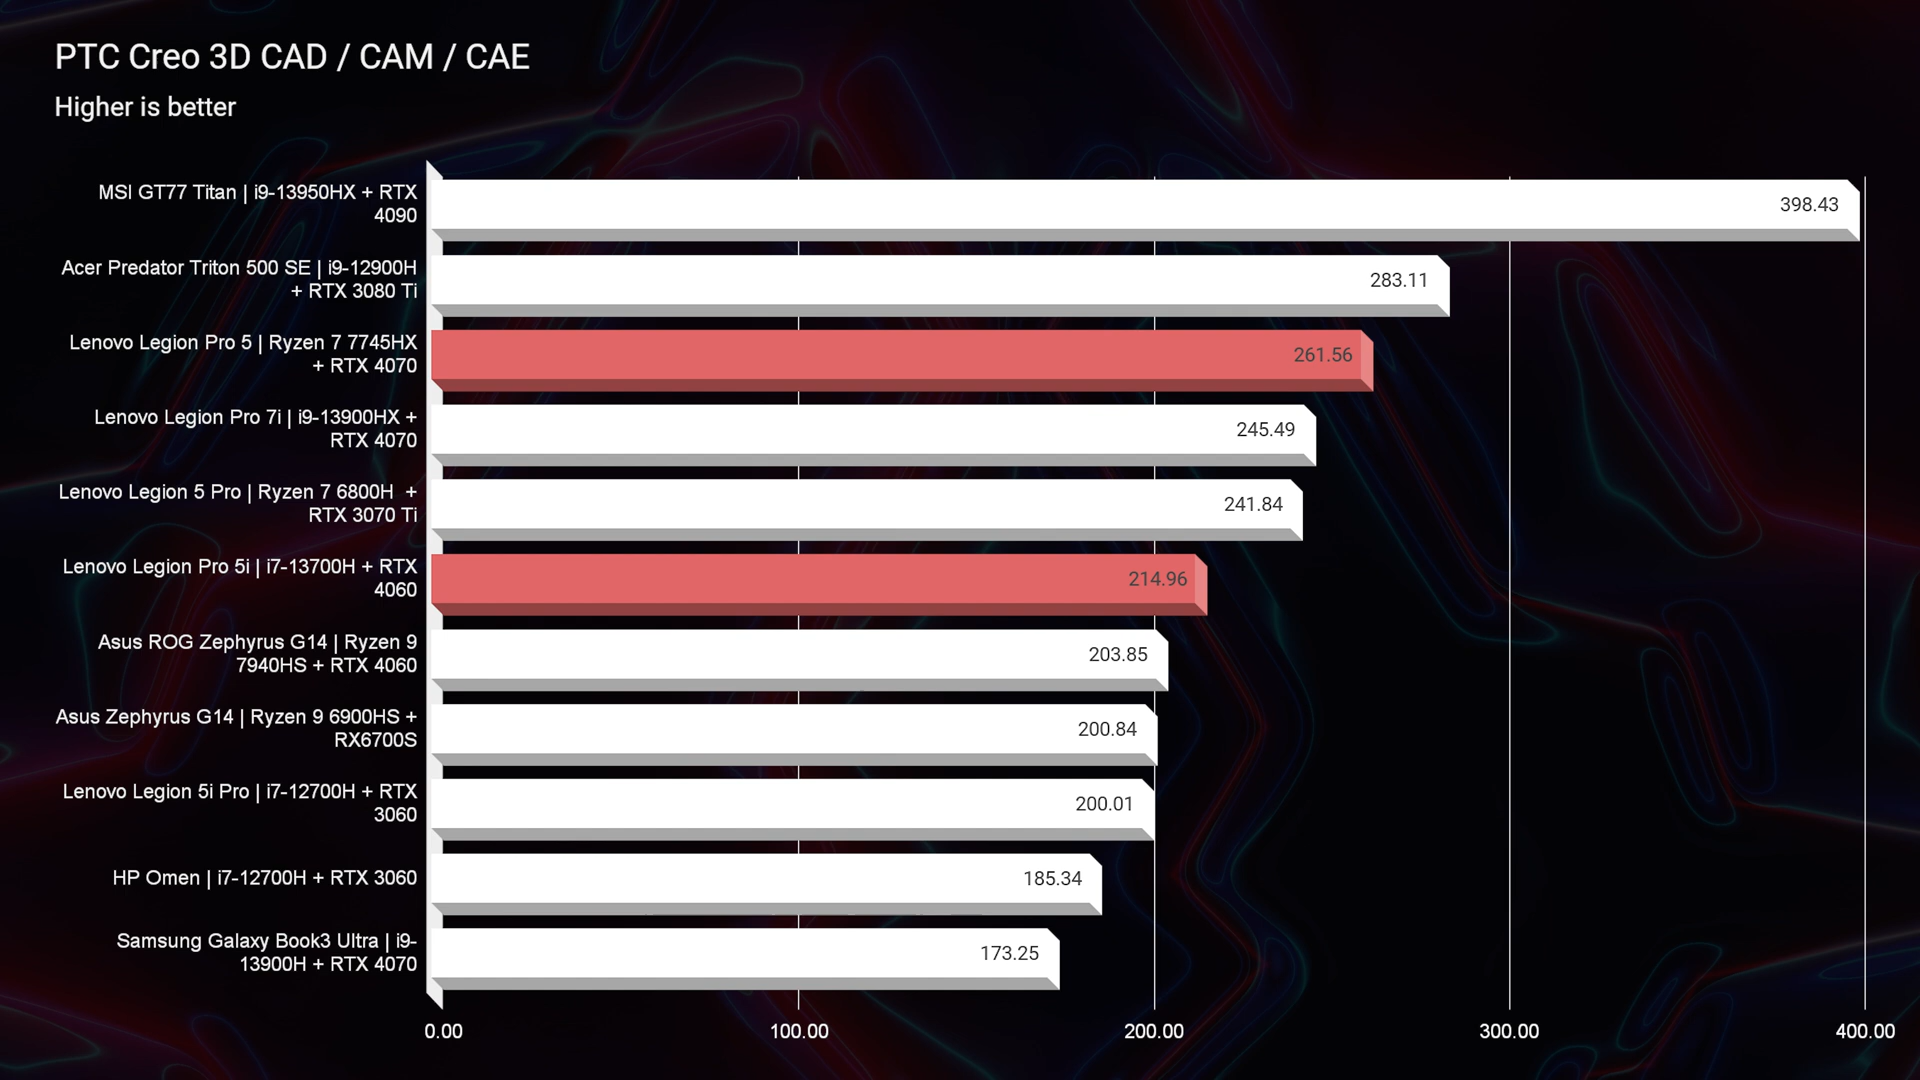 PTC Creo 3D CAD / CAM / CAE
Higher is better
MSI GT77 Titan | i9-13950HX + RTX
4090
398.43
Acer Predator Triton 500 SE | i9-12900H
+ RTX 3080 Ti
283.11
Lenovo Legion Pro 5 | Ryzen 7 7745HX
+ RTX 4070
261.56
Lenovo Legion Pro 7i | i9-13900HX +
RTX 4070
245.49
Lenovo Legion 5 Pro | Ryzen 7 6800H  +
RTX 3070 Ti
241.84
Lenovo Legion Pro 5i | i7-13700H + RTX
4060
214.96
Asus ROG Zephyrus G14 | Ryzen 9
7940HS + RTX 4060
203.85
Asus Zephyrus G14 | Ryzen 9 6900HS +
RX6700S
200.84
Lenovo Legion 5i Pro | i7-12700H + RTX
3060
200.01
HP Omen | i7-12700H + RTX 3060
185.34
Samsung Galaxy Book3 Ultra | i9-
13900H + RTX 4070
173.25
0.00 100.00 200.00 300.00 400.00